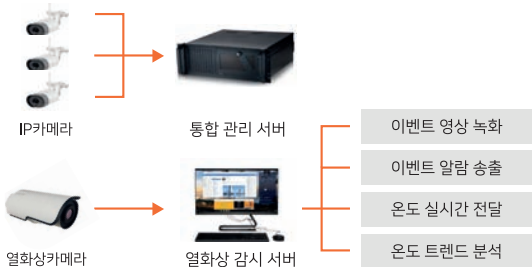 IP카메라
통합 관리 서버
이벤트 영상 녹화
이벤트 알람 송출
온도 실시간 전달
온도 트렌드 분석
열화상카메라
열화상 감시 서버